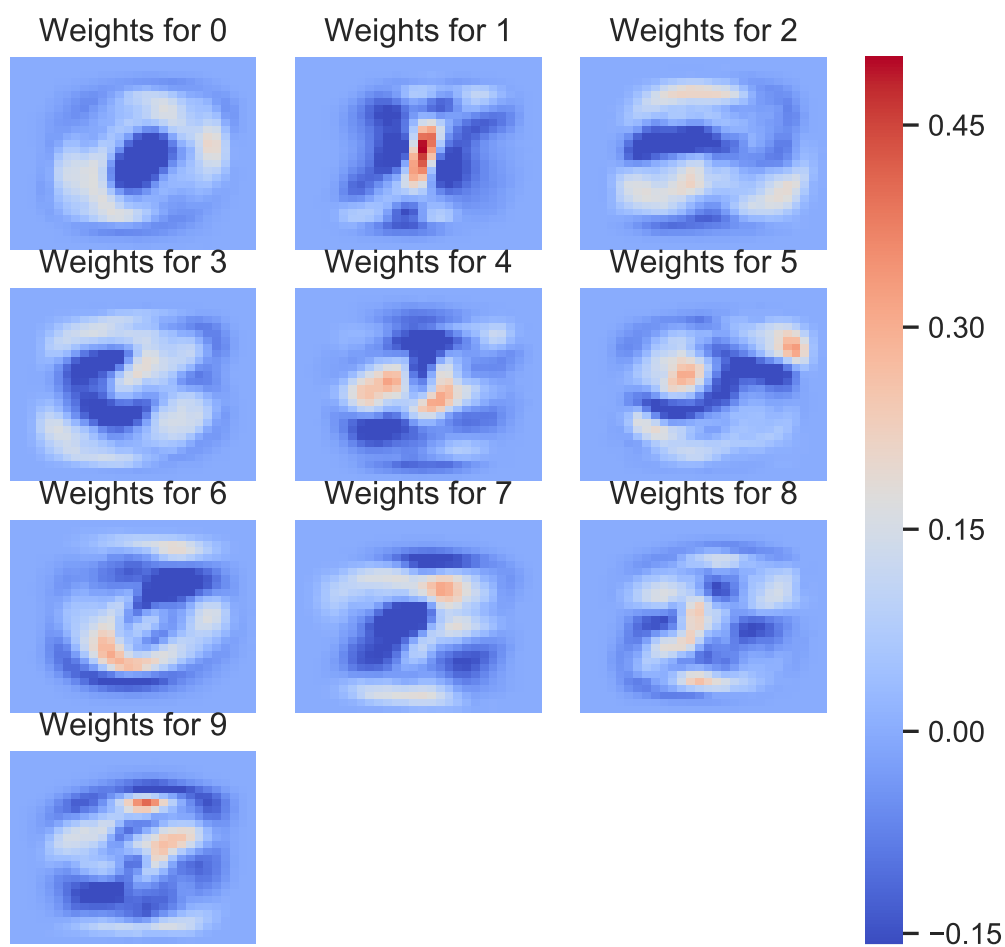 Weights for 0
Weights for 1
Weights for 2
Weights for 3
Weights for 4
Weights for 5
Weights for 6
Weights for 7
Weights for 8
Weights for 9
0.45
0.30
0.15
0.00
−0.15